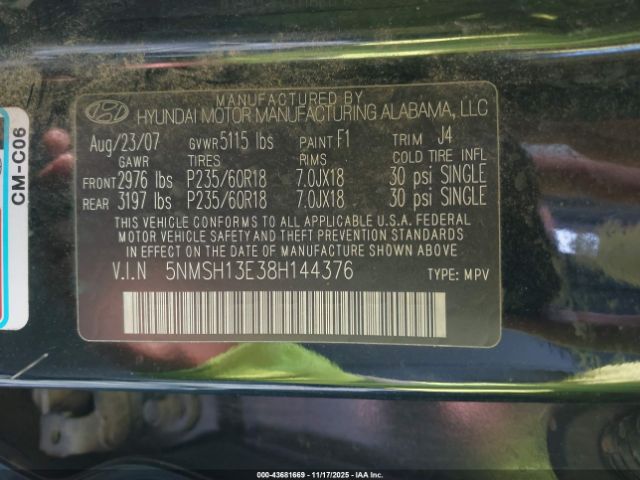 MANUFACTURED BY
HYUNDAI MOTOR MANUFACTURING ALABAMA, LLC
Aug/23/07 GVWR 5115 lbs PAINT F1 TRIM J4
GAWR TIRES RIMS COLD TIRE INFL
FRONT 2976 lbs P235/60R18 7.0JX18 30 psi SINGLE
REAR 3197 lbs P235/60R18 7.0JX18 30 psi SINGLE
THIS VEHICLE CONFORMS TO ALL APPLICABLE U.S.A. FEDERAL
MOTOR VEHICLE SAFETY AND THEFT PREVENTION STANDARDS
IN EFFECT ON THE DATE OF MANUFACTURE SHOWN ABOVE.
V.I.N 5NMSH13E38H144376 TYPE: MPV
CM-C06
000-43681669 - 11/17/2025 - IAA Inc.